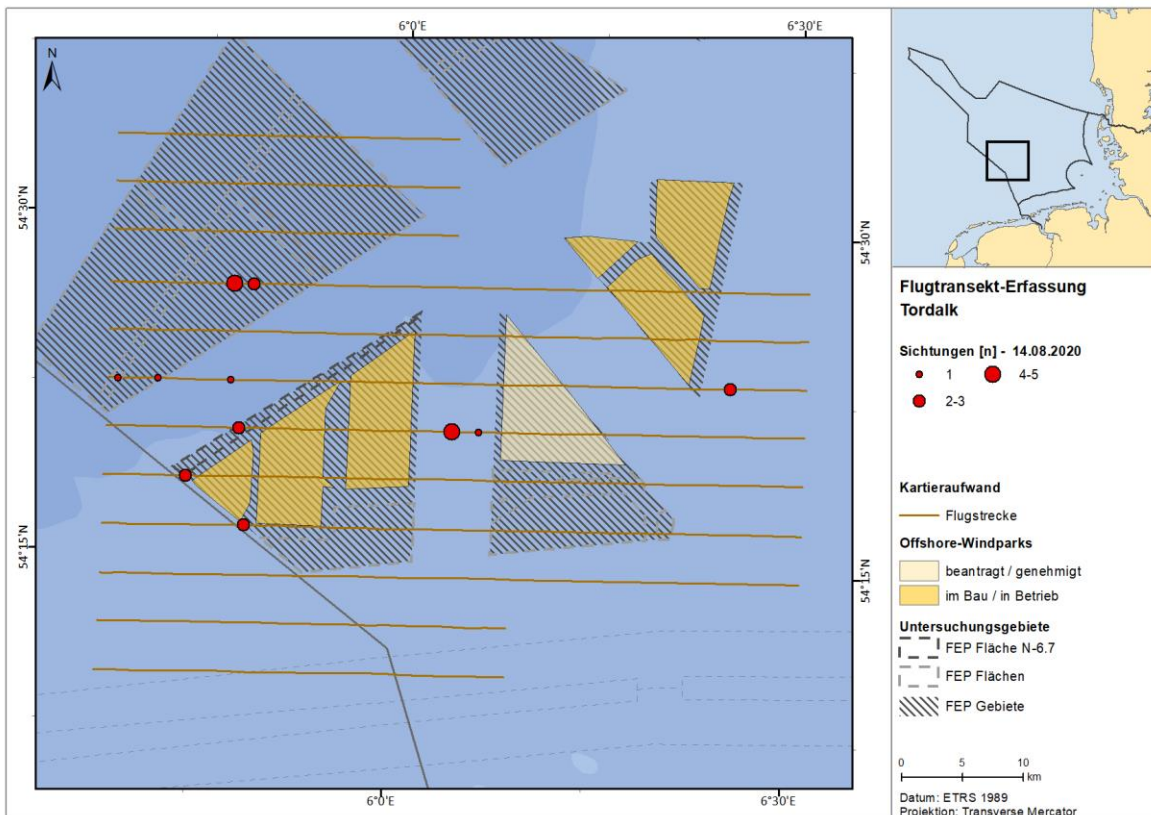 6°0'E
6°30'E
N
54°30'N
54°30'N
54°15'N
54°15'N
6°0'E
6°30'E
Flugtransekt-Erfassung
Tordalk
Sichtungen [n] - 14.08.2020
1
4-5
2-3
Kartieraufwand
Flugstrecke
Offshore-Windparks
beantragt / genehmigt
im Bau / in Betrieb
Untersuchungsgebiete
FEP Fläche N-6.7
FEP Flächen
FEP Gebiete
0 5 10
km
Datum: ETRS 1989
Projektion: Transverse Mercator